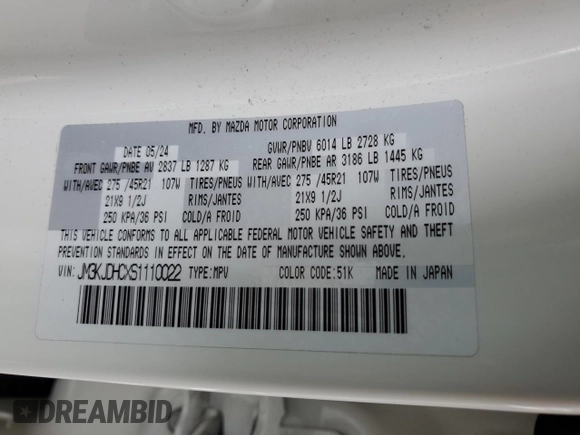 MFD. BY MAZDA MOTOR CORPORATION
DATE 05/24 GVWR/PNBV 6014 LB 2728 KG
FRONT GAWR/PNBE AV 2837 LB 1287 KG REAR GAWR/PNBE AR 3186 LB 1445 KG
WITH/AVEC 275 /45R21 107W TIRES/PNEUS WITH/AVEC 275 /45R21 107W TIRES/PNEUS
21X9 1/2J RIMS/JANTES 21X9 1/2J RIMS/JANTES
250 KPA/36 PSI COLD/A FROID 250 KPA/36 PSI COLD/A FROID
THIS VEHICLE CONFORMS TO ALL APPLICABLE FEDERAL MOTOR VEHICLE SAFETY AND THEFT
PREVENTION STANDARDS IN EFFECT ON THE DATE OF MANUFACTURE SHOWN ABOVE.
VIN: JM3KJDHCXS1110022 TYPE:MPV COLOR CODE:51K MADE IN JAPAN
DREAMBID